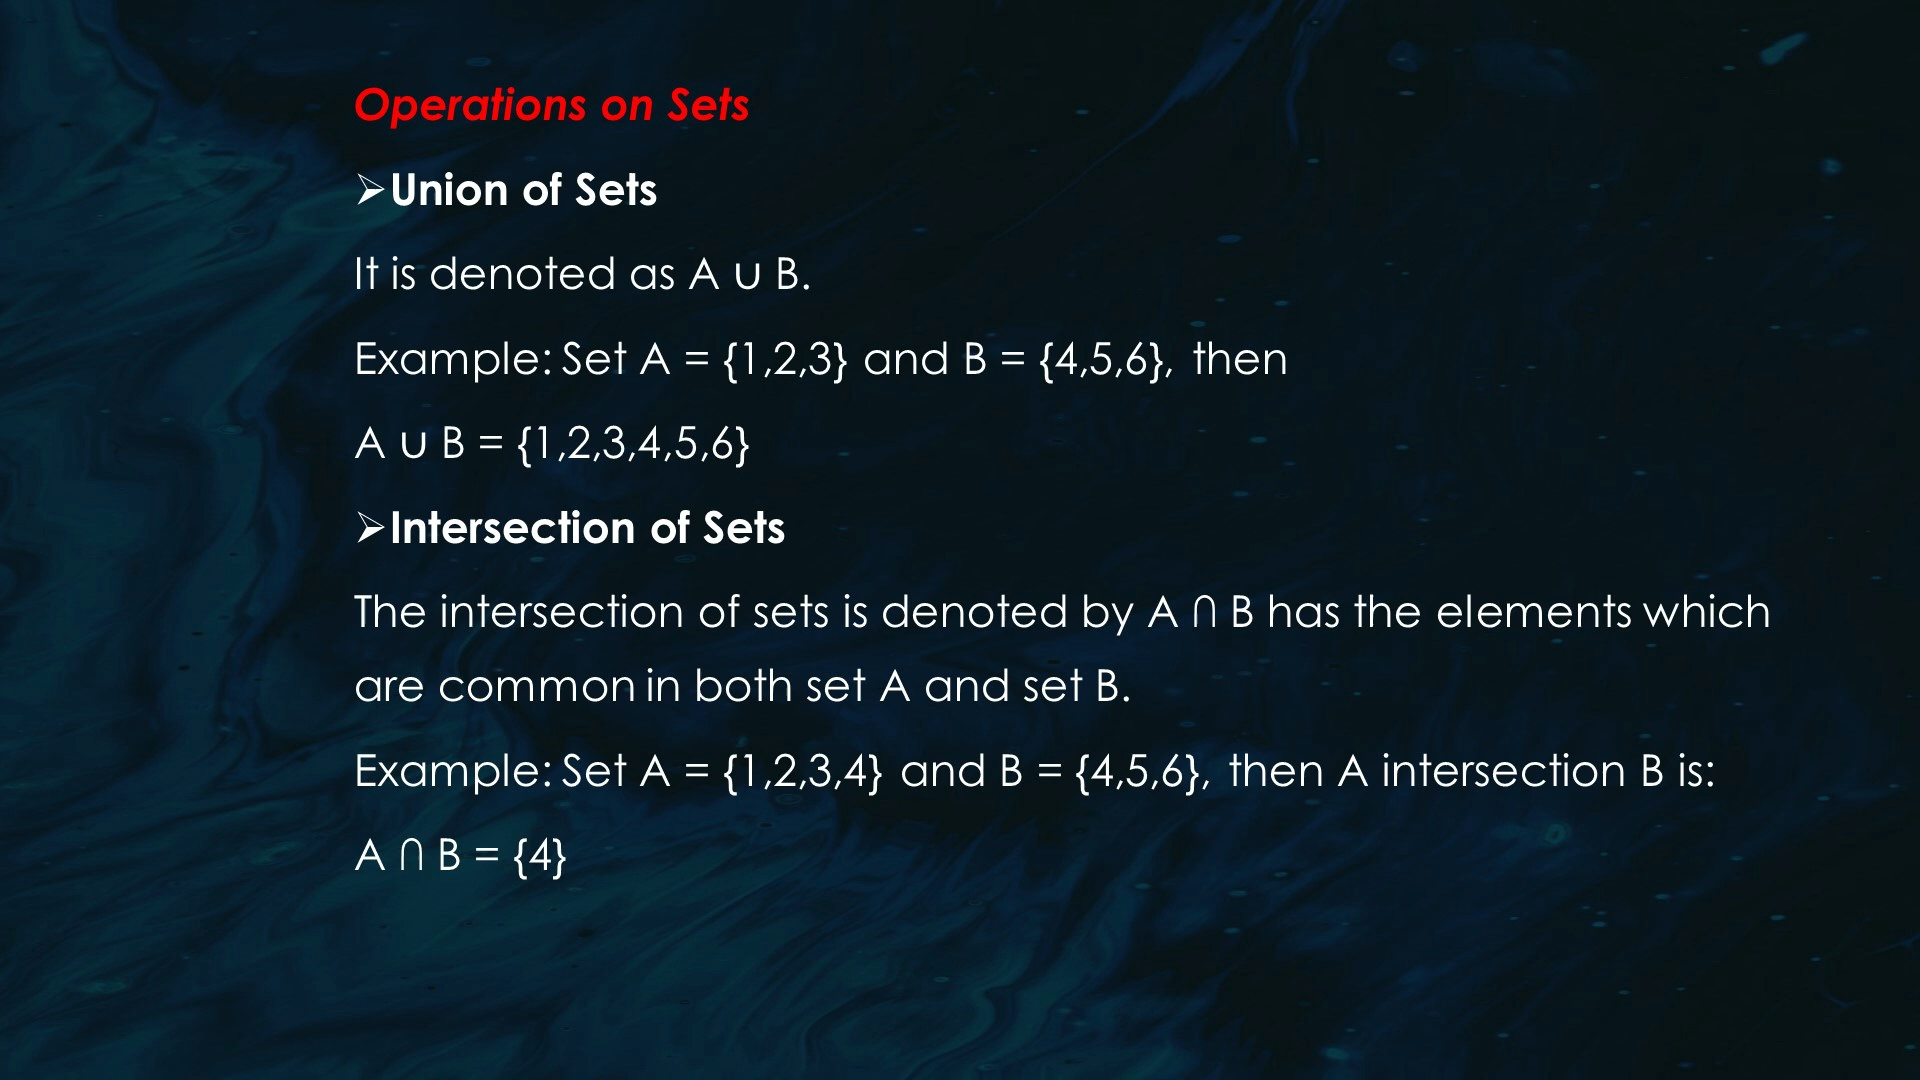 Operations on Sets
➢Union of Sets
It is denoted as A ∪ B.
Example: Set A = {1,2,3} and B = {4,5,6}, then
A ∪ B = {1,2,3,4,5,6}
➢Intersection of Sets
The intersection of sets is denoted by A ∩ B has the elements which
are common in both set A and set B.
Example: Set A = {1,2,3,4} and B = {4,5,6}, then A intersection B is:
A ∩ B = {4}